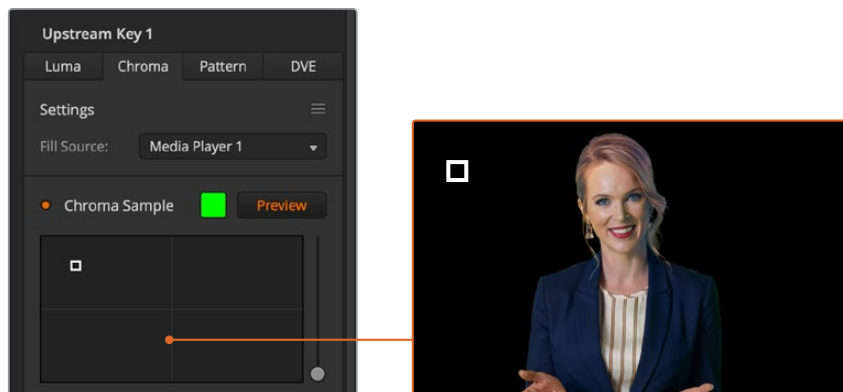 Upstream Key 1
Luma Chroma Pattern DVE
Settings
Fill Source: Media Player 1
Chroma Sample Preview